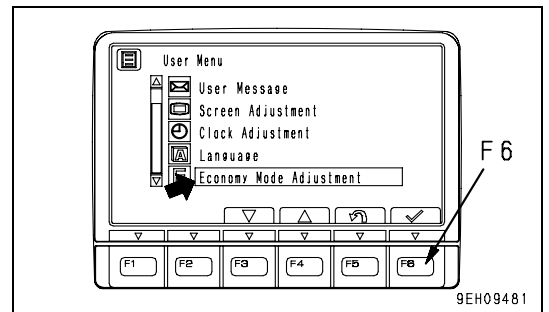 User Menu
User Message
Screen Adjustment
Clock Adjustment
A Language
E Economy Mode Adjustment
F6
F1 F2 F3 F4 F5 F6
9EH09481